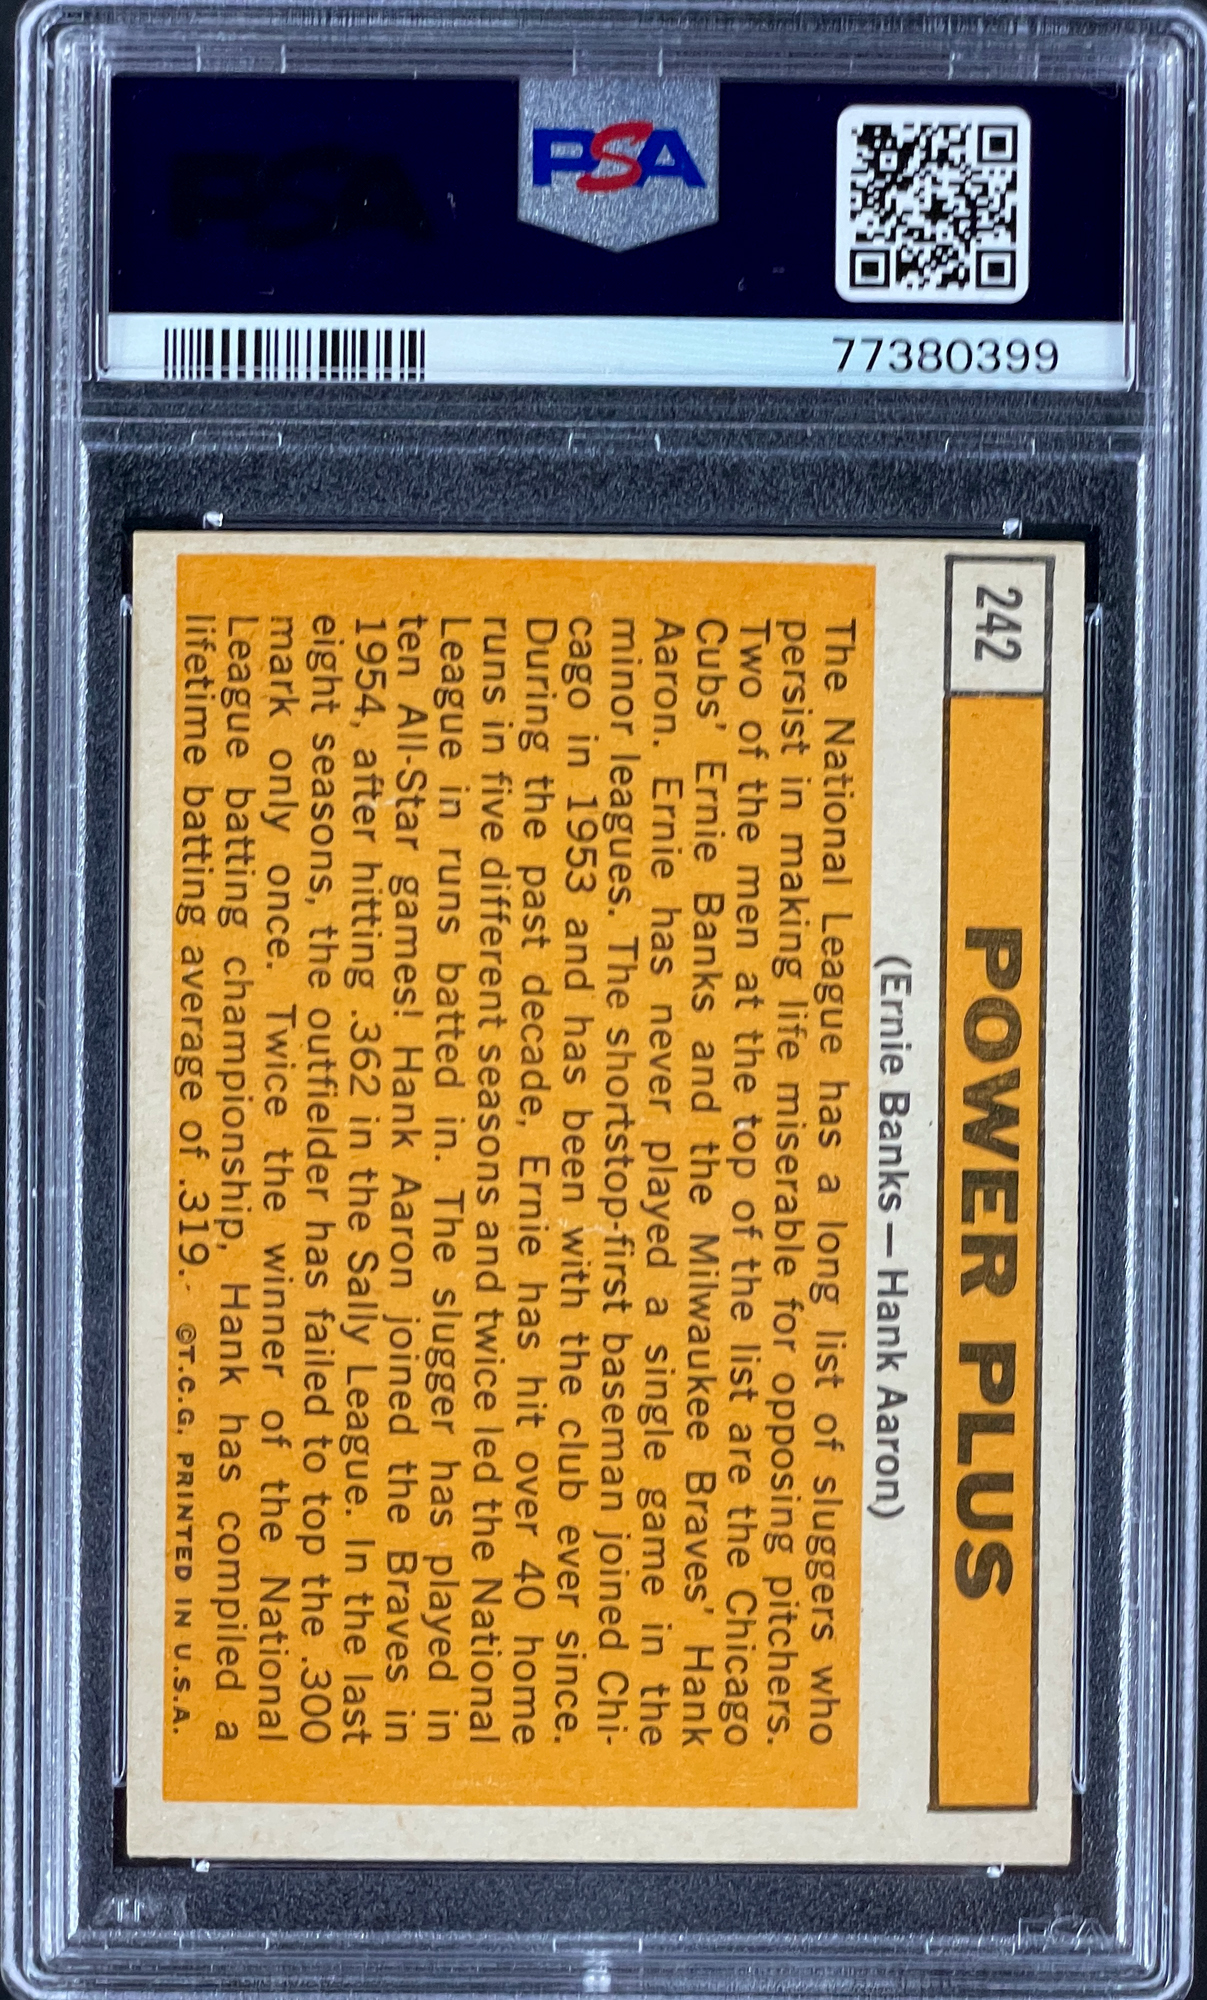 PSA
77380399
242
POWER PLUS
(Ernie Banks — Hank Aaron)
The National League has a long list of sluggers who
persist in making life miserable for opposing pitchers.
Two of the men at the top of the list are the Chicago
Cubs' Ernie Banks and the Milwaukee Braves' Hank
Aaron. Ernie has never played a single game in the
minor leagues. The shortstop-first baseman joined Chi-
cago in 1953 and has been with the club ever since.
During the past decade, Ernie has hit over 40 home
runs in five different seasons and twice led the National
League in runs batted in. The slugger has played in
ten All-Star games! Hank Aaron joined the Braves in
1954, after hitting .362 in the Sally League. In the last
eight seasons, the outfielder has failed to top the .300
mark only once. Twice the winner of the National
League batting championship, Hank has compiled a
lifetime batting average of .319.
©T.C.G. PRINTED IN U.S.A.
PSA